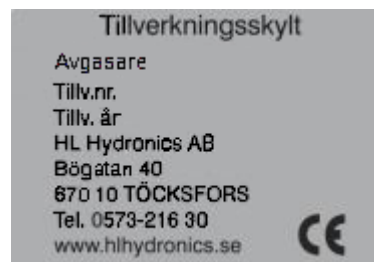 Tillverkningsskylt
Avgasare
Tillv.nr.
Tillv. år
HL Hydronics AB
Bögatan 40
670 10 TÖCKSFORS
Tel. 0573-216 30
www.hlhydronics.se
CE